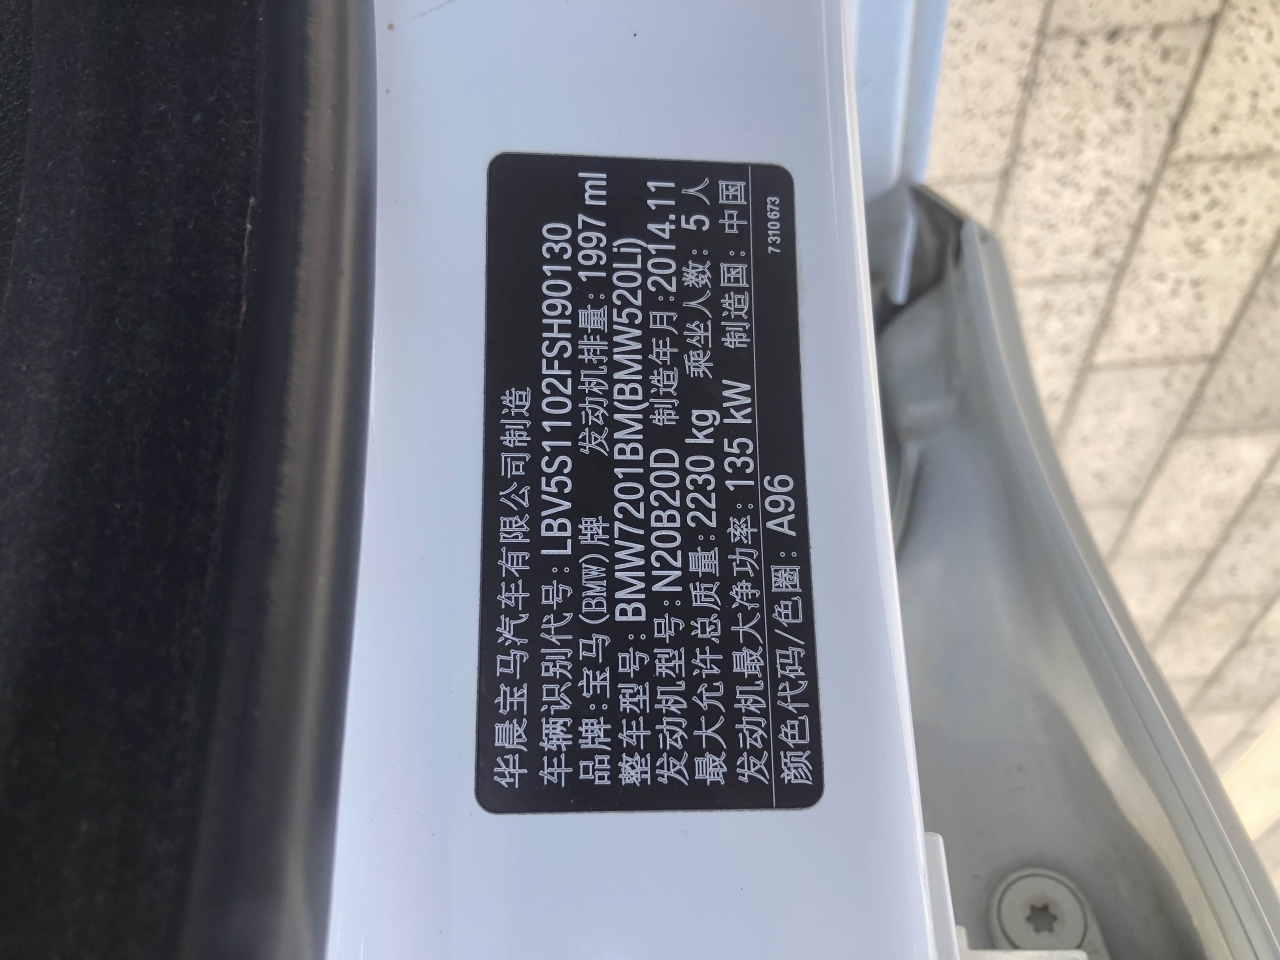 华晨宝马汽车有限公司制造
车辆识别代号:LBV5S1102FSH90130
品牌:宝马(BMW)牌 发动机排量:1997 ml
整车型号:BMW7201BM(BMW520Li)
发动机型号:N20B20D 制造年月:2014.11
最大允许总质量:2230 kg 乘坐人数:5 人
发动机最大净功率:135 kW 制造国:中国
颜色代码/色圈:A96 7310673